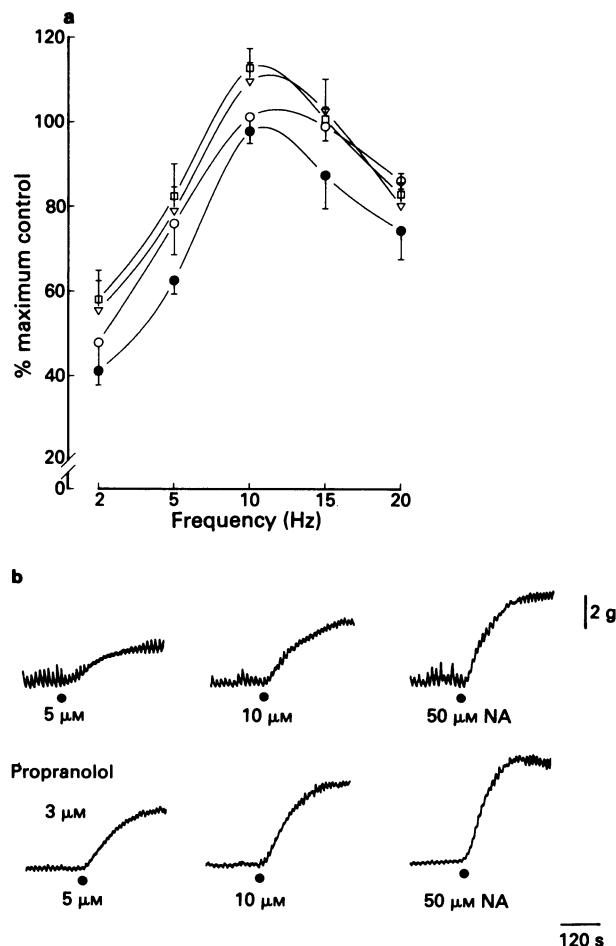 a
120
100
80
60
40
20
0
% maximum control
2 5 10 15 20
Frequency (Hz)
b
2 g
5 μM 10 μM 50 μM NA
Propranolol
3 μM
5 μM 10 μM 50 μM NA
120 s